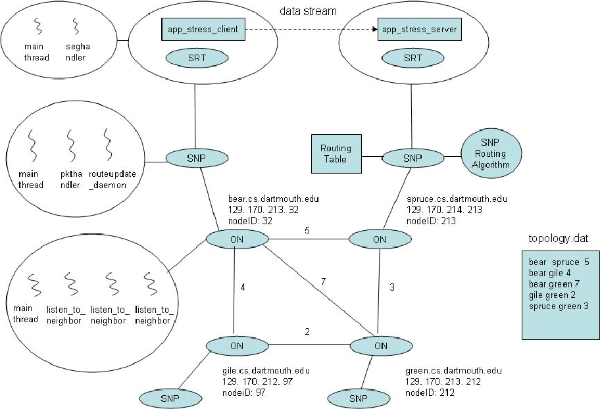 data stream
main
thread
segha
ndler
app_stress_client
app_stress_server
SRT
SRT
main
thread
pktha
ndler
routeupdate
_daemon
SNP
Routing
Table
SNP
SNP
Routing
Algorithm
bear.cs.dartmouth.edu
129. 170. 213. 32
nodeID: 32
spruce.cs.dartmouth.edu
129. 170. 214. 213
nodeID: 213
ON
5
ON
topology.dat
bear spruce 5
bear gile 4
bear green 7
gile green 2
spruce green 3
main
thread
listen_to_
neighbor
listen_to_
neighbor
listen_to_
neighbor
4
7
3
2
ON
ON
gile.cs.dartmouth.edu
129. 170. 212. 97
nodeiD: 97
green.cs.dartmouth.edu
129. 170. 213. 212
nodeID: 212
SNP
SNP